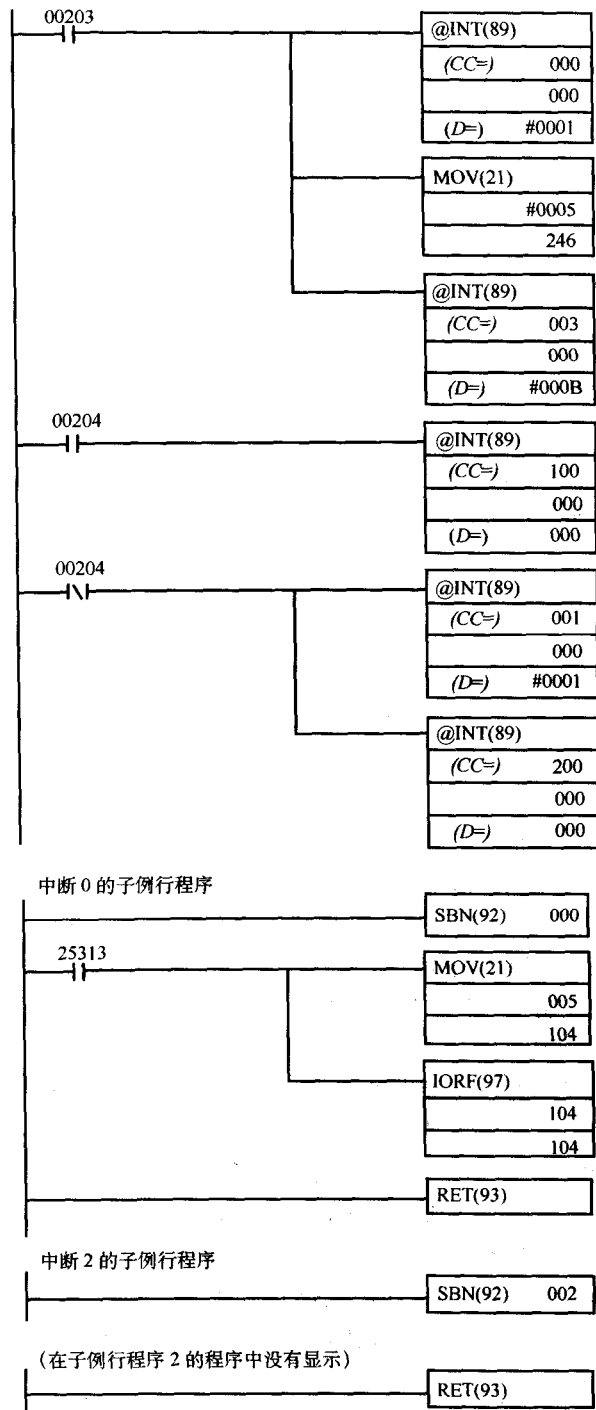 00203
@INT(89)
(CC=) 000
000
(D=) #0001
MOV(21)
#0005
246
@INT(89)
(CC=) 003
000
(D=) #000B
00204
@INT(89)
(CC=) 100
000
(D=) 000
00204
@INT(89)
(CC=) 001
000
(D=) #0001
@INT(89)
(CC=) 200
000
(D=) 000
中断 0 的子例行程序
SBN(92) 000
25313
MOV(21)
005
104
IORF(97)
104
104
RET(93)
中断 2 的子例行程序
SBN(92) 002
(在子例行程序 2 的程序中没有显示)
RET(93)